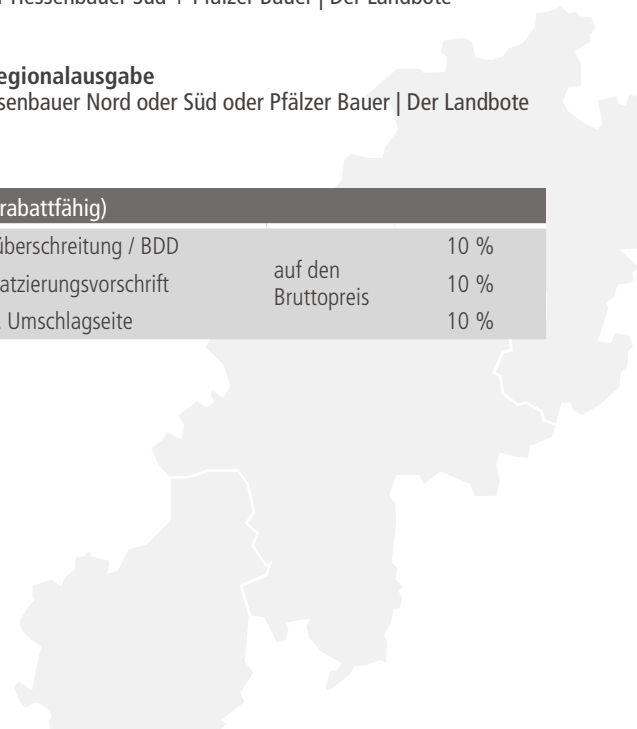 Hessenbauer Süd + Pfälzer Bauer | Der Landbote
egionalausgabe
senbauer Nord oder Süd oder Pfälzer Bauer | Der Landbote
rabattfähig)
überschreitung / BDD 10 %
auf den
atzierungsvorschrift 10 %
Bruttopreis
Umschlagseite 10 %